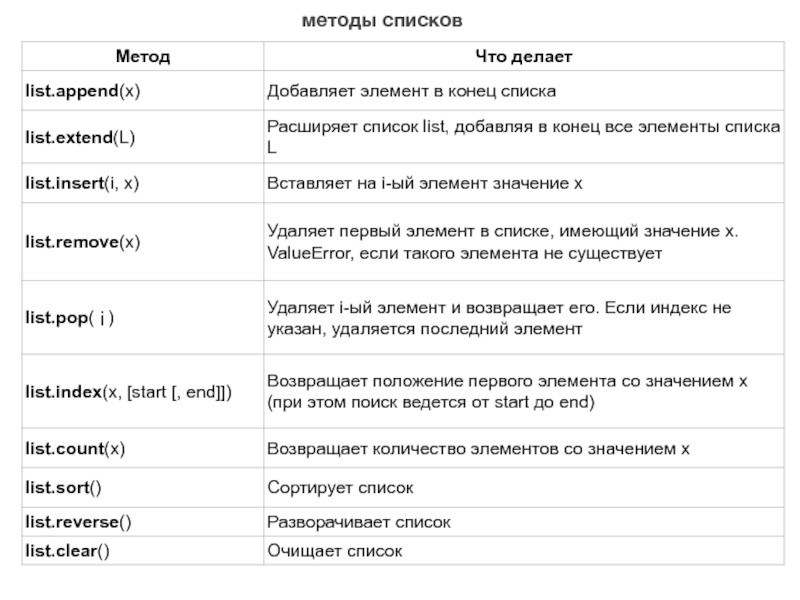 методы списков
Метод Что делает
list.append(x) Добавляет элемент в конец списка
list.extend(L) Расширяет список list, добавляя в конец все элементы списка
L
list.insert(i, x) Вставляет на i-ый элемент значение x
list.remove(x) Удаляет первый элемент в списке, имеющий значение x.
ValueError, если такого элемента не существует
list.pop( i ) Удаляет i-ый элемент и возвращает его. Если индекс не
указан, удаляется последний элемент
list.index(x, [start [, end]]) Возвращает положение первого элемента со значением x
(при этом поиск ведется от start до end)
list.count(x) Возвращает количество элементов со значением x
list.sort() Сортирует список
list.reverse() Разворачивает список
list.clear() Очищает список